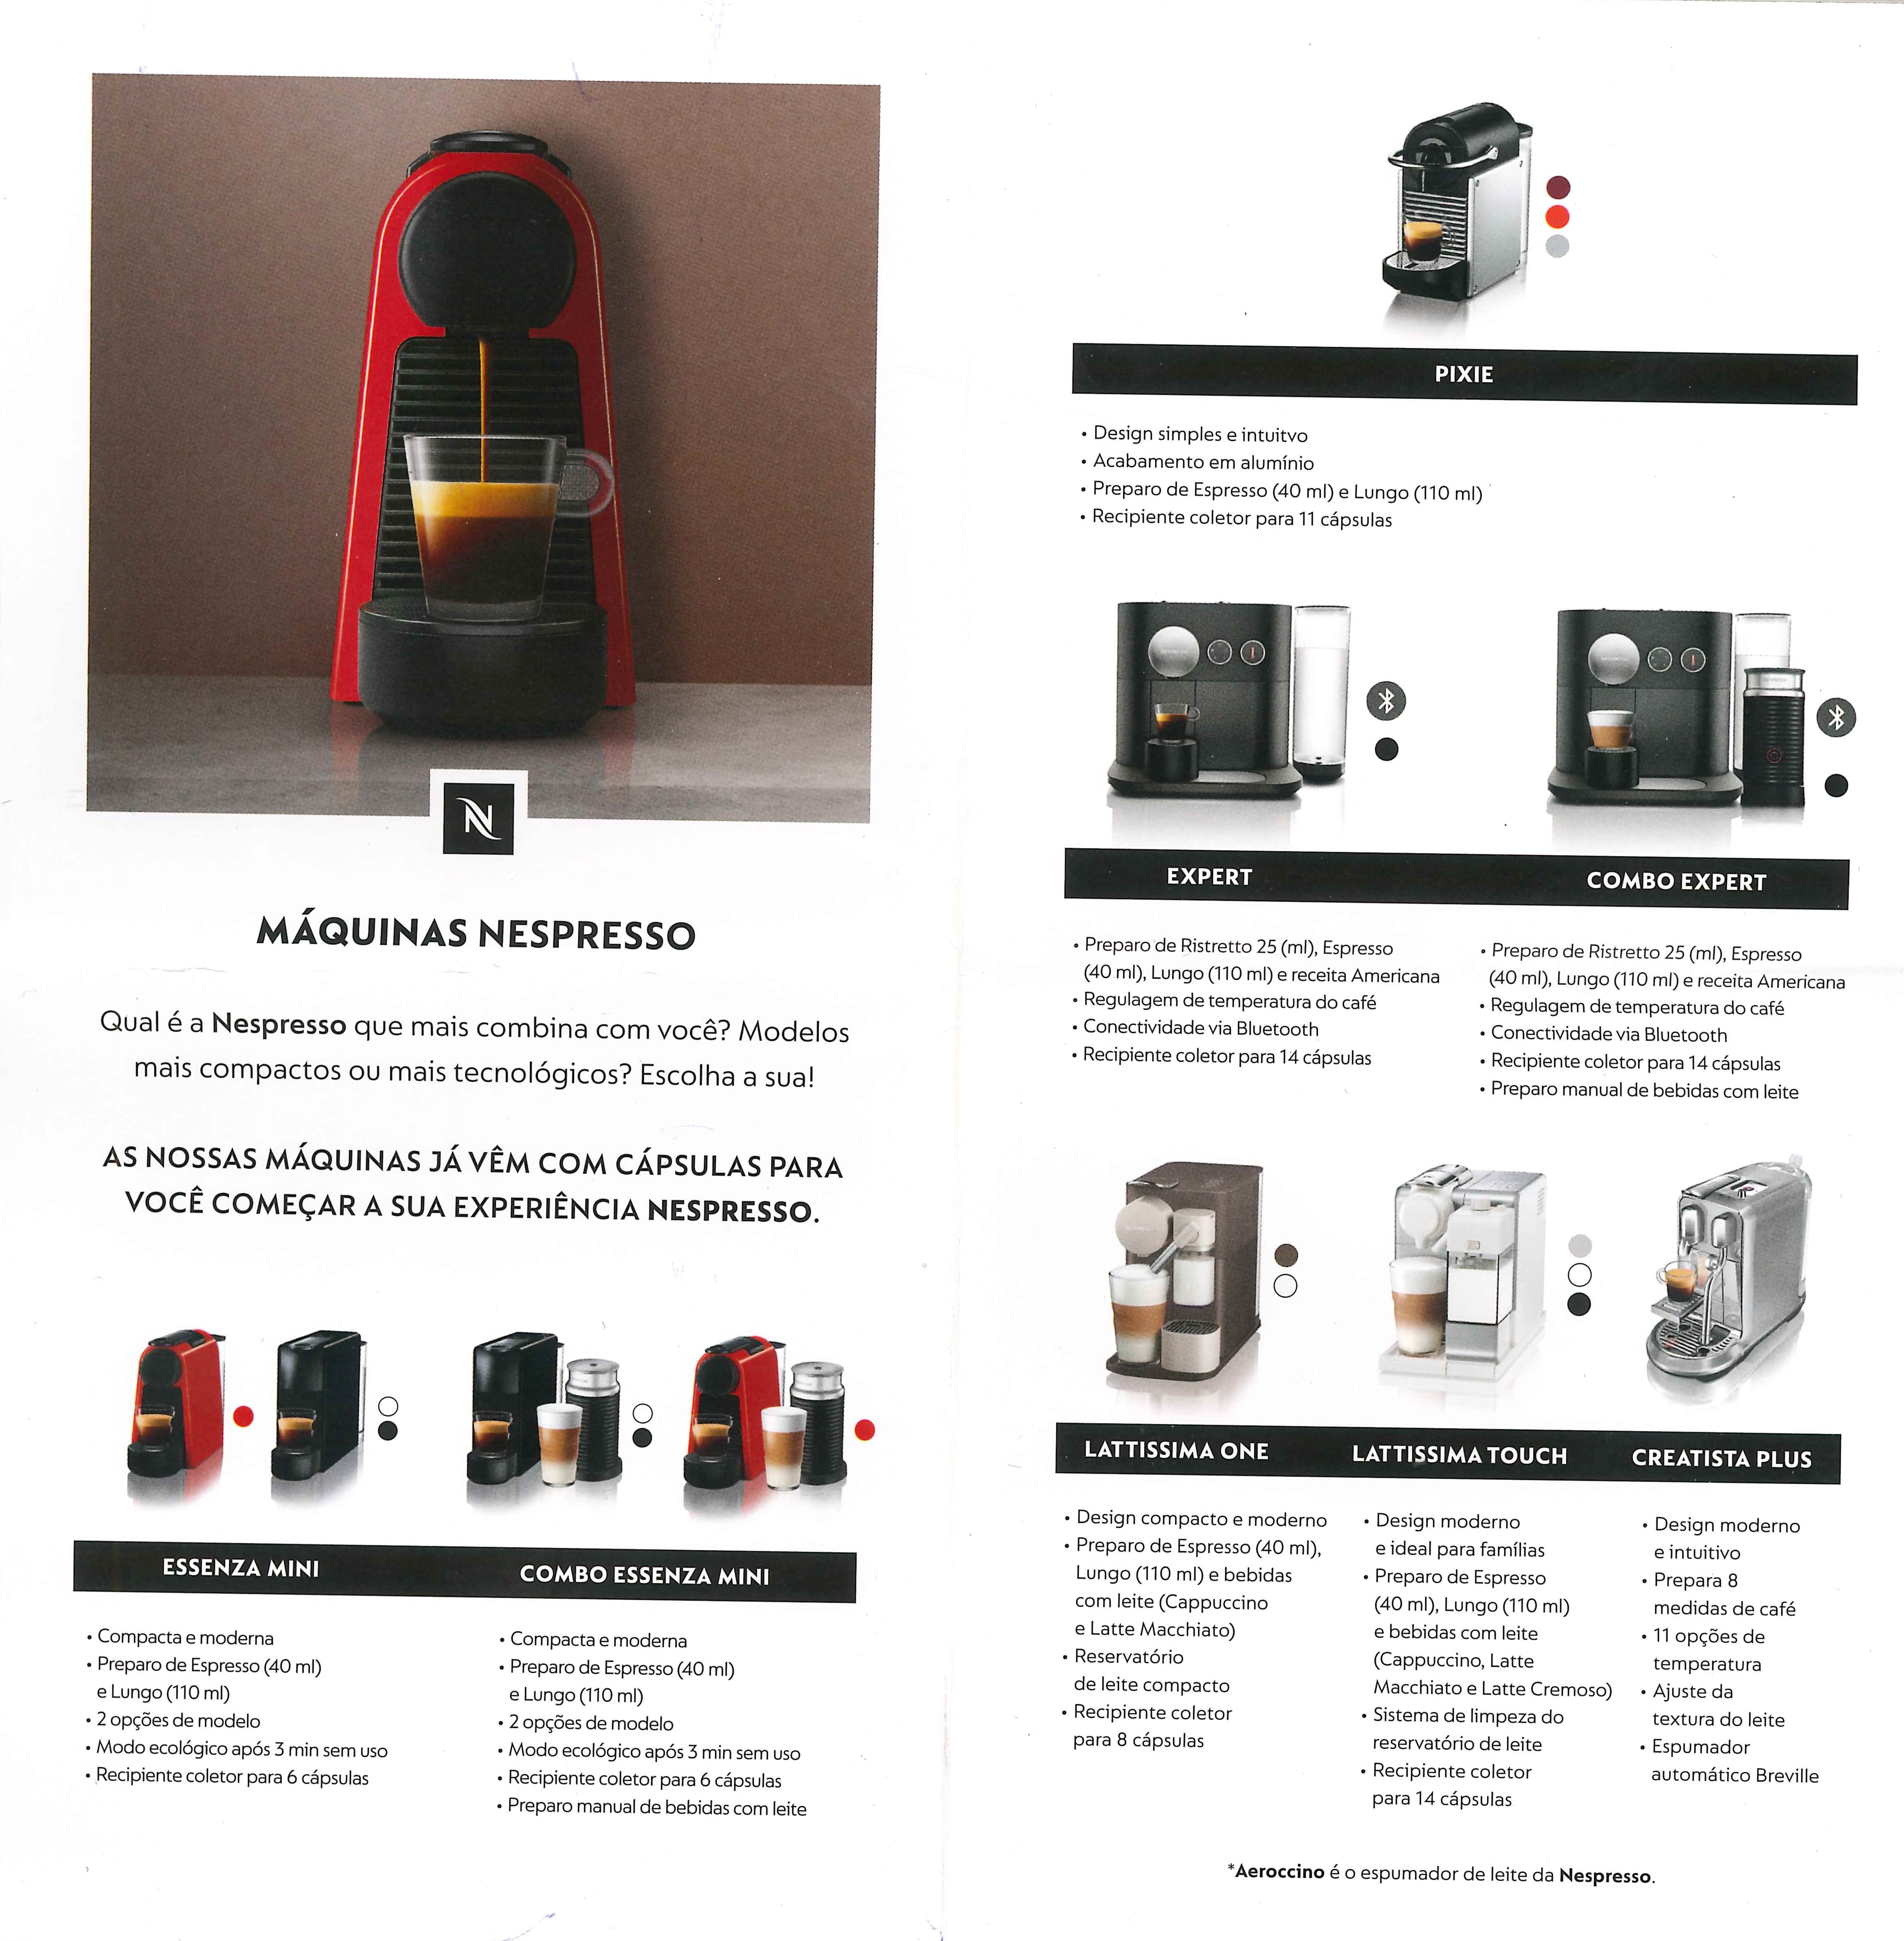 N
MÁQUINAS NESPRESSO
Qual é a Nespresso que mais combina com você? Modelos
mais compactos ou mais tecnológicos? Escolha a sua!
AS NOSSAS MÁQUINAS JÁ VÊM COM CÁPSULAS PARA
VOCÊ COMEÇAR A SUA EXPERIÊNCIA NESPRESSO.
ESSENZA MINI
• Compacta e moderna
• Preparo de Espresso (40 ml)
e Lungo (110 ml)
• 2 opções de modelo
• Modo ecológico após 3 min sem uso
• Recipiente coletor para 6 cápsulas
COMBO ESSENZA MINI
• Compacta e moderna
• Preparo de Espresso (40 ml)
e Lungo (110 ml)
• 2 opções de modelo
• Modo ecológico após 3 min sem uso
• Recipiente coletor para 6 cápsulas
• Preparo manual de bebidas com leite
PIXIE
• Design simples e intuitvo
• Acabamento em alumínio
• Preparo de Espresso (40 ml) e Lungo (110 ml)
• Recipiente coletor para 11 cápsulas
EXPERT
• Preparo de Ristretto 25 (ml), Espresso
(40 ml), Lungo (110 ml) e receita Americana
• Regulagem de temperatura do café
• Conectividade via Bluetooth
• Recipiente coletor para 14 cápsulas
COMBO EXPERT
• Preparo de Ristretto 25 (ml), Espresso
(40 ml), Lungo (110 ml) e receita Americana
• Regulagem de temperatura do café
• Conectividade via Bluetooth
• Recipiente coletor para 14 cápsulas
• Preparo manual de bebidas com leite
LATTISSIMA ONE
• Design compacto e moderno
• Preparo de Espresso (40 ml),
Lungo (110 ml) e bebidas
com leite (Cappuccino
e Latte Macchiato)
• Reservatório
de leite compacto
• Recipiente coletor
para 8 cápsulas
LATTISSIMA TOUCH
• Design moderno
e ideal para famílias
• Preparo de Espresso
(40 ml), Lungo (110 ml)
e bebidas com leite
(Cappuccino, Latte
Macchiato e Latte Cremoso)
• Sistema de limpeza do
reservatório de leite
• Recipiente coletor
para 14 cápsulas
CREATISTA PLUS
• Design moderno
e intuitivo
• Prepara 8
medidas de café
• 11 opções de
temperatura
• Ajuste da
textura do leite
• Espumador
automático Breville
*Aeroccino é o espumador de leite da Nespresso.